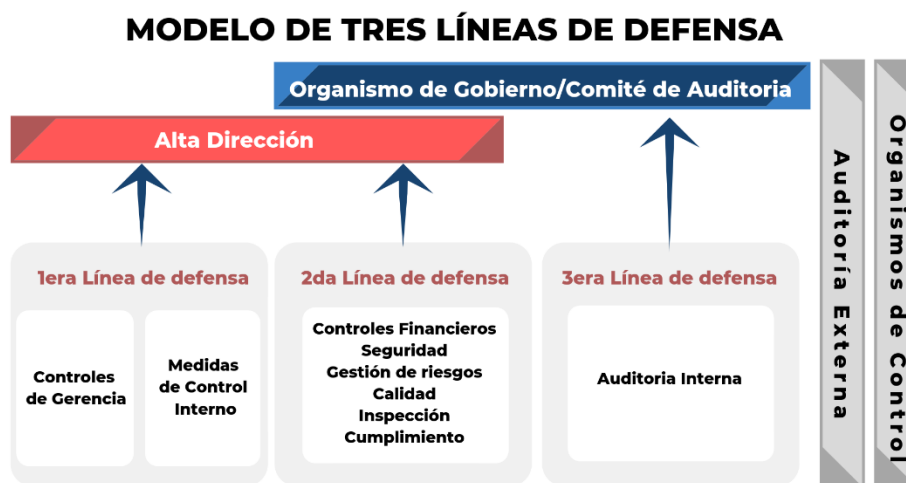 MODELO DE TRES LÍNEAS DE DEFENSA
Organismo de Gobierno/Comité de Auditoria
Alta Dirección
1era Línea de defensa
Controles
de Gerencia
Medidas
de Control
Interno
2da Línea de defensa
Controles Financieros
Seguridad
Gestión de riesgos
Calidad
Inspección
Cumplimiento
3era Línea de defensa
Auditoria Interna
Auditoría Externa
Organismos de Control